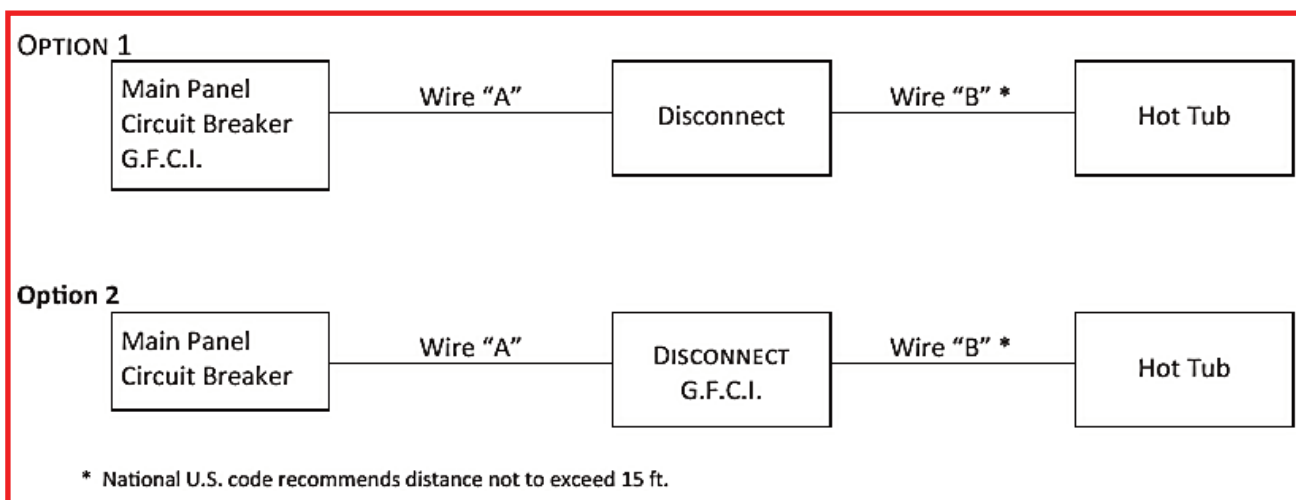 OPTION 1
Main Panel
Circuit Breaker
G.F.C.I.
Wire “A”
Disconnect
Wire “B” *
Hot Tub
Option 2
Main Panel
Circuit Breaker
Wire “A”
DISCONNECT
G.F.C.I.
Wire “B” *
Hot Tub
* National U.S. code recommends distance not to exceed 15 ft.